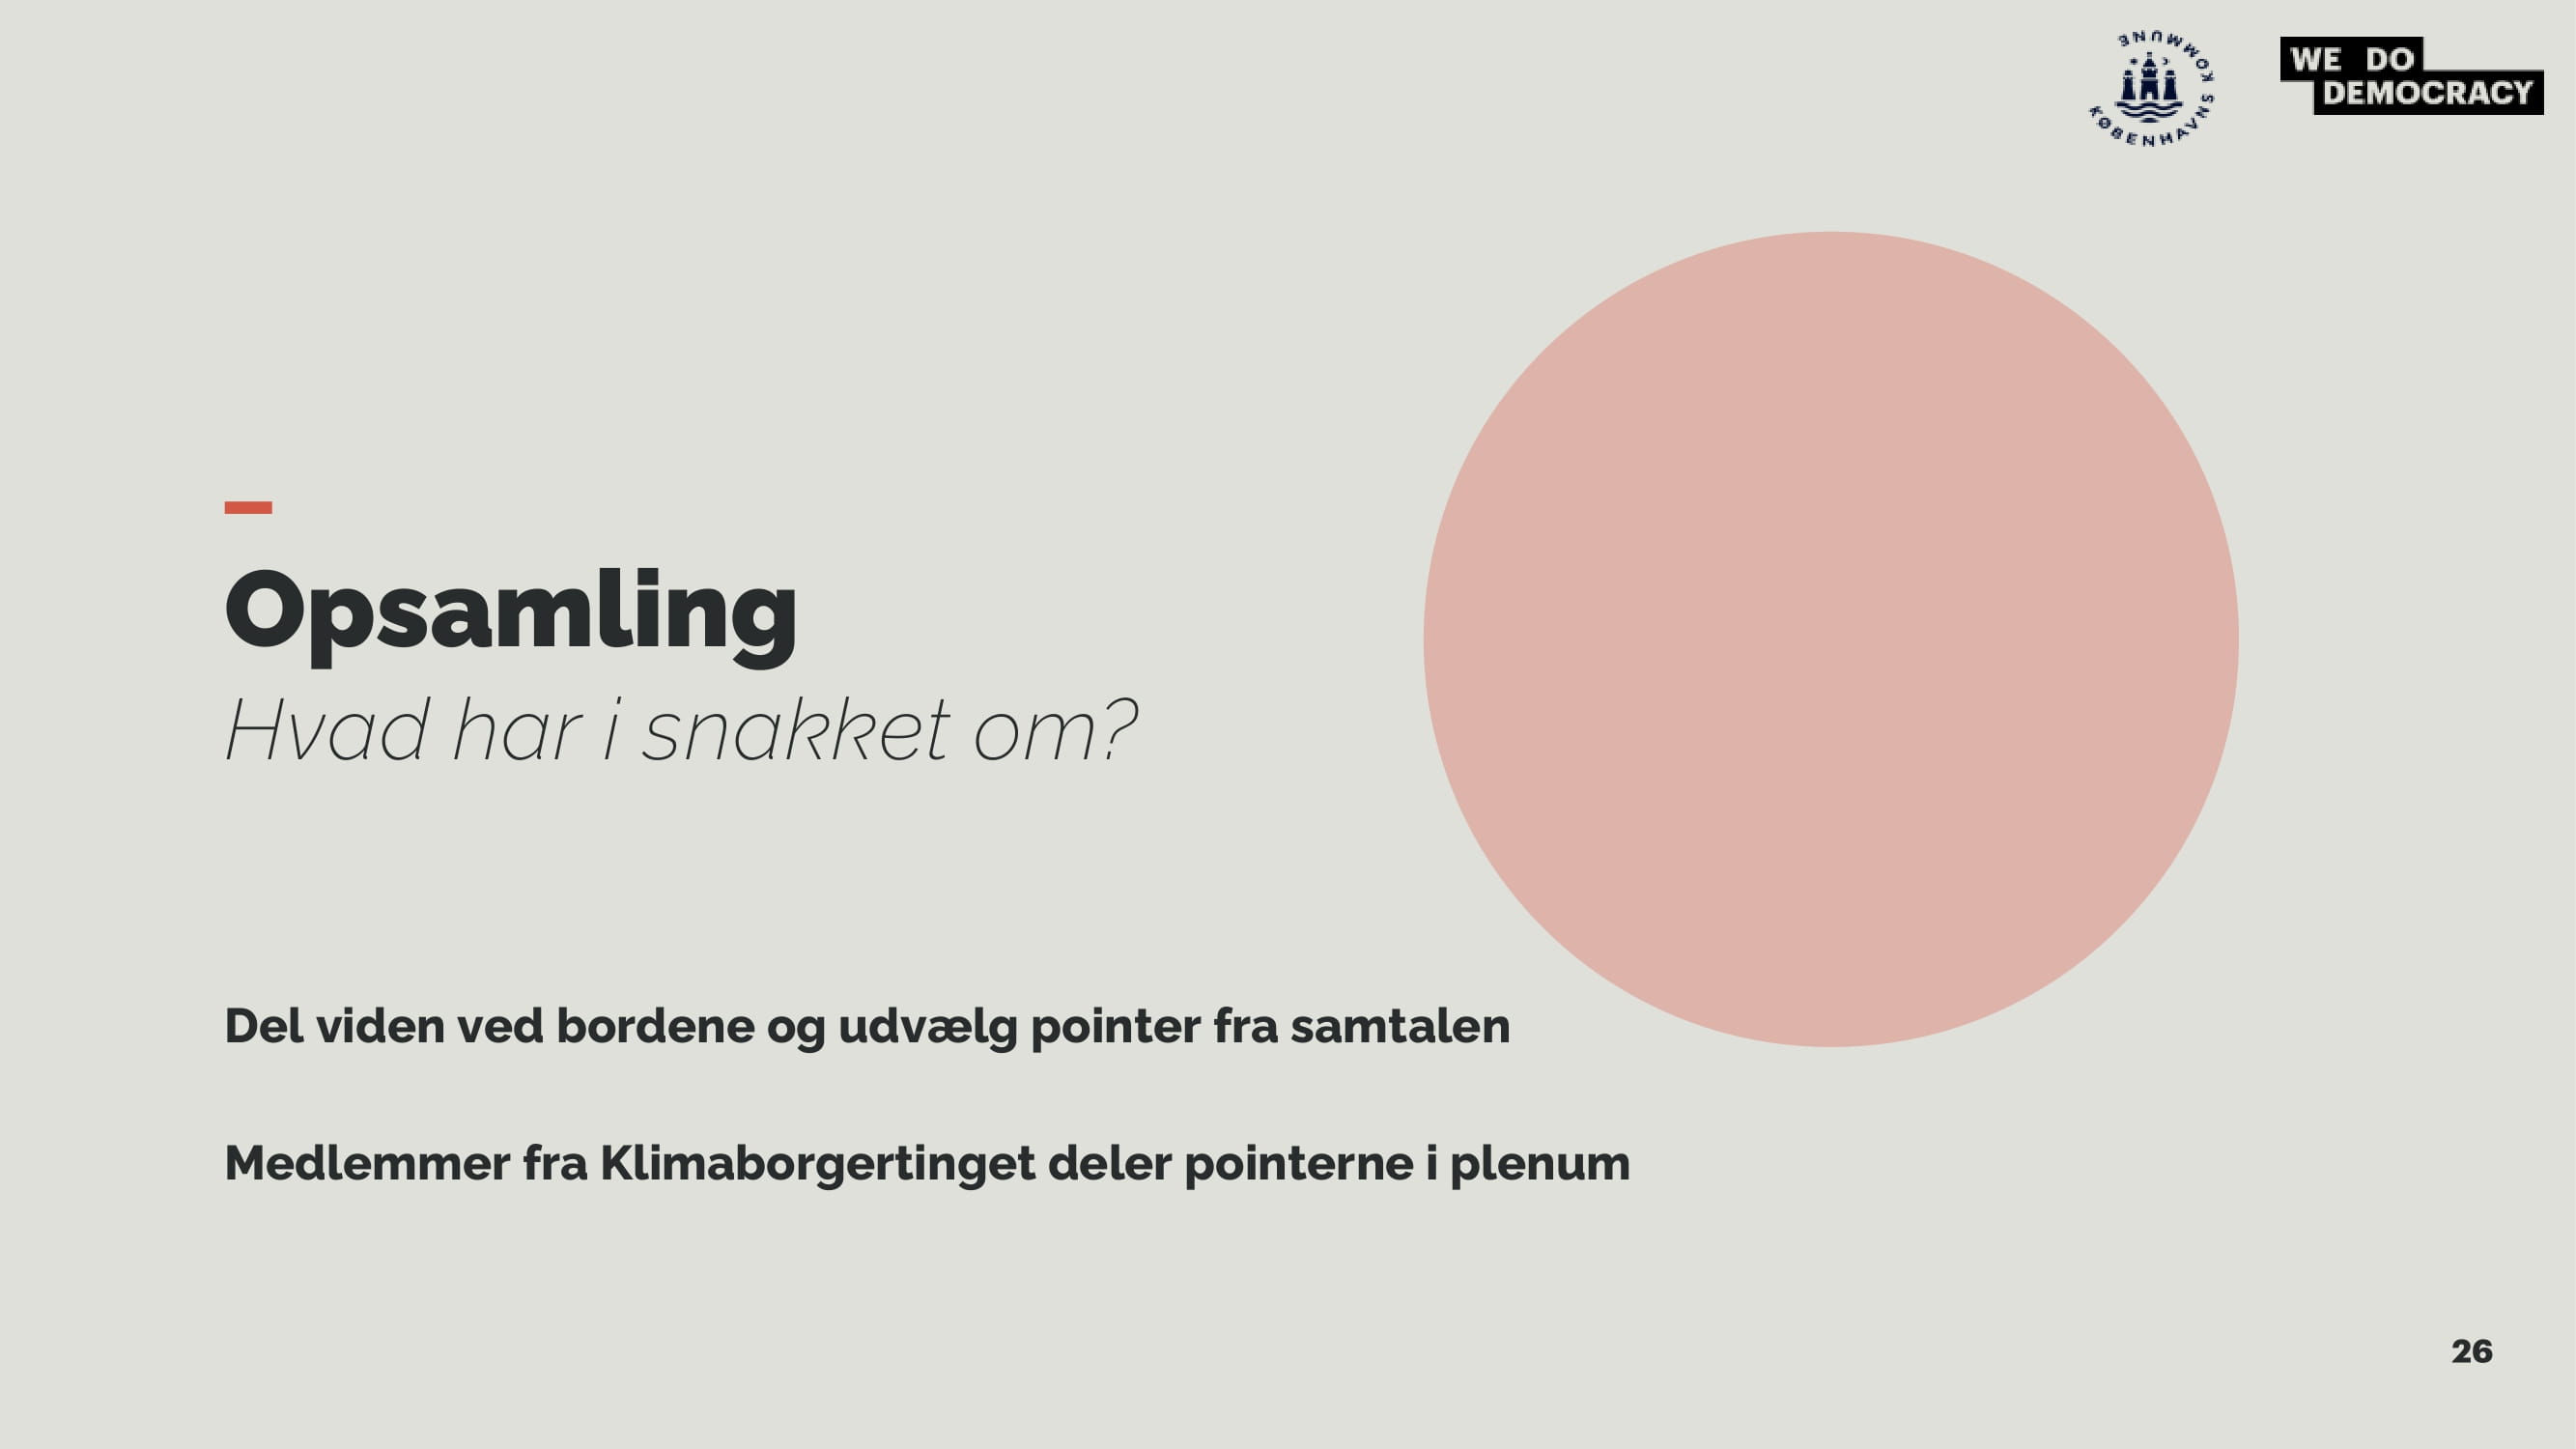 KØBENHAVNS KOMMUNE
WE DO
DEMOCRACY
Opsamling
Hvad har i snakket om?
Del viden ved bordene og udvælg pointer fra samtalen
Medlemmer fra Klimaborgertinget deler pointerne i plenum
26